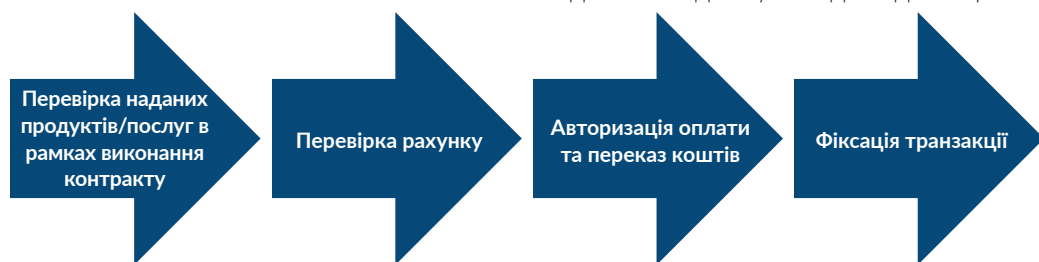 Перевірка наданих
продуктів/послуг в
рамках виконання
контракту
Перевірка рахунку
Авторизація оплати
та переказ коштів
Фіксація транзакції